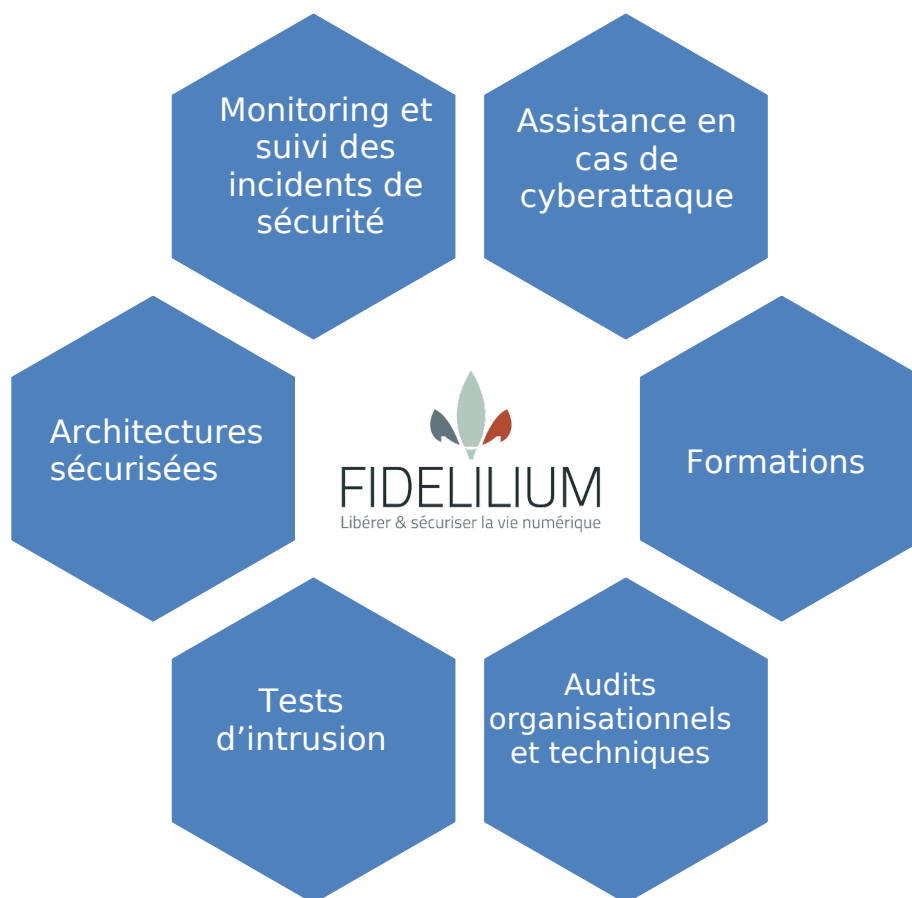 Monitoring et
suivi des
incidents de
sécurité
Assistance en
cas de
cyberattaque
Architectures
sécurisées
FIDELILIUM
Libérer & sécuriser la vie numérique
Formations
Tests
d’intrusion
Audits
organisationnels
et techniques